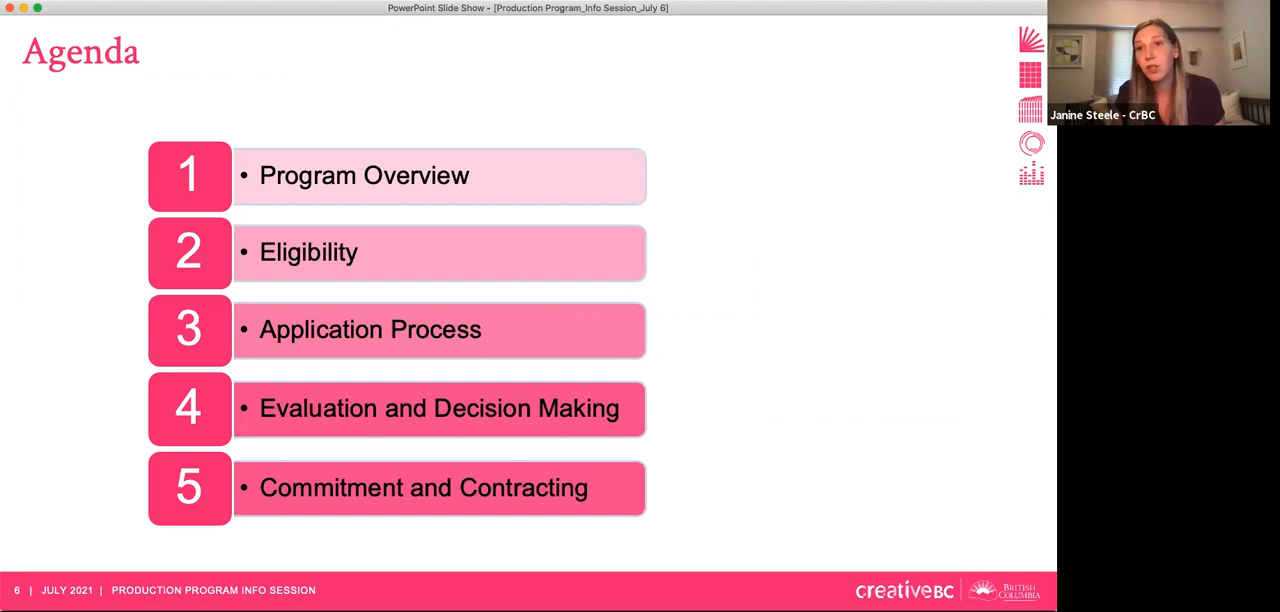 PowerPoint Slide Show - [Production Program_Info Session_July 6]
Agenda
Janine Steele - CrBC
1
• Program Overview
2
• Eligibility
3
• Application Process
4
• Evaluation and Decision Making
5
• Commitment and Contracting
6 | JULY 2021 | PRODUCTION PROGRAM INFO SESSION
creativeBC
BRITISH
COLUMBIA